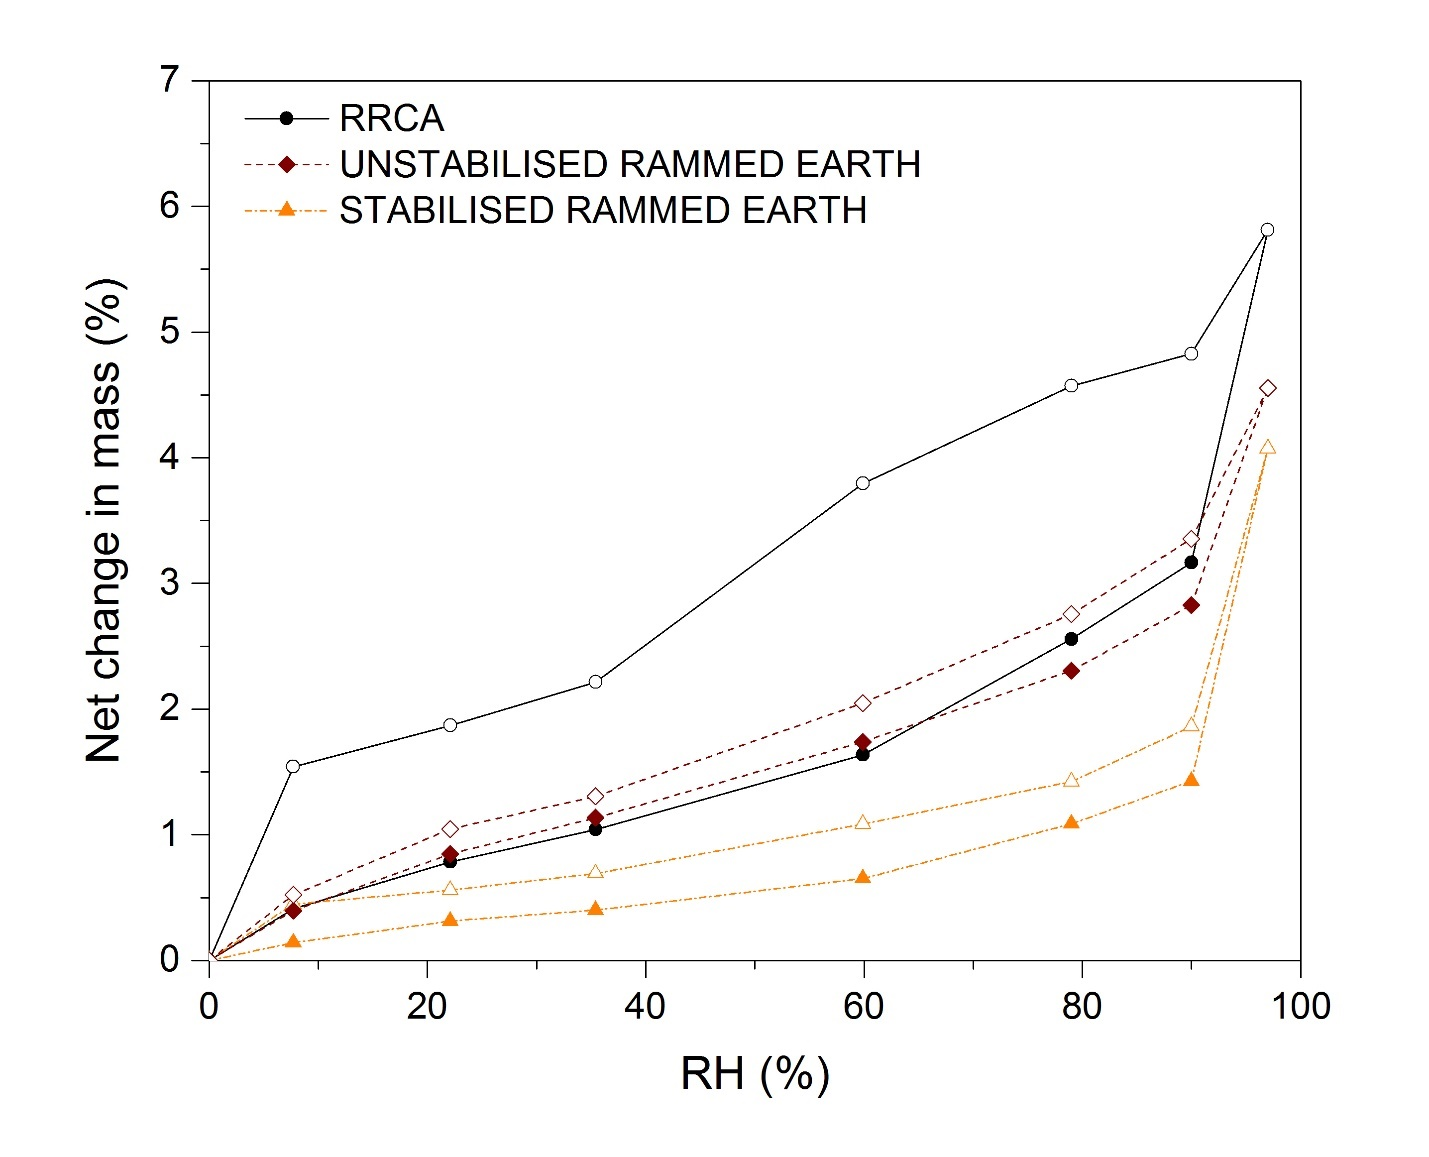 RRCA
UNSTABILISED RAMMED EARTH
STABILISED RAMMED EARTH
7
6
5
4
3
2
1
0
Net change in mass (%)
0 20 40 60 80 100
RH (%)